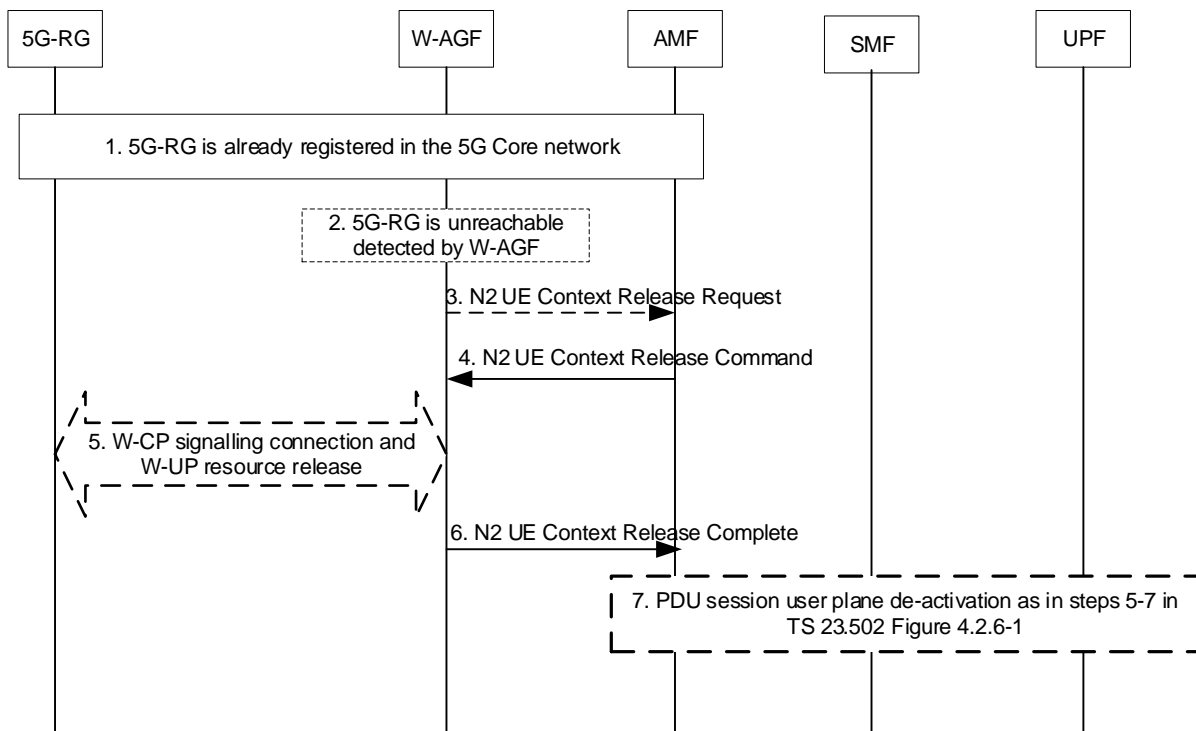 5G-RG
W-AGF
AMF
SMF
UPF
1. 5G-RG is already registered in the 5G Core network
2. 5G-RG is unreachable
detected by W-AGF
3. N2 UE Context Release Request
4. N2 UE Context Release Command
5. W-CP signalling connection and
W-UP resource release
6. N2 UE Context Release Complete
7. PDU session user plane de-activation as in steps 5-7 in
TS 23.502 Figure 4.2.6-1